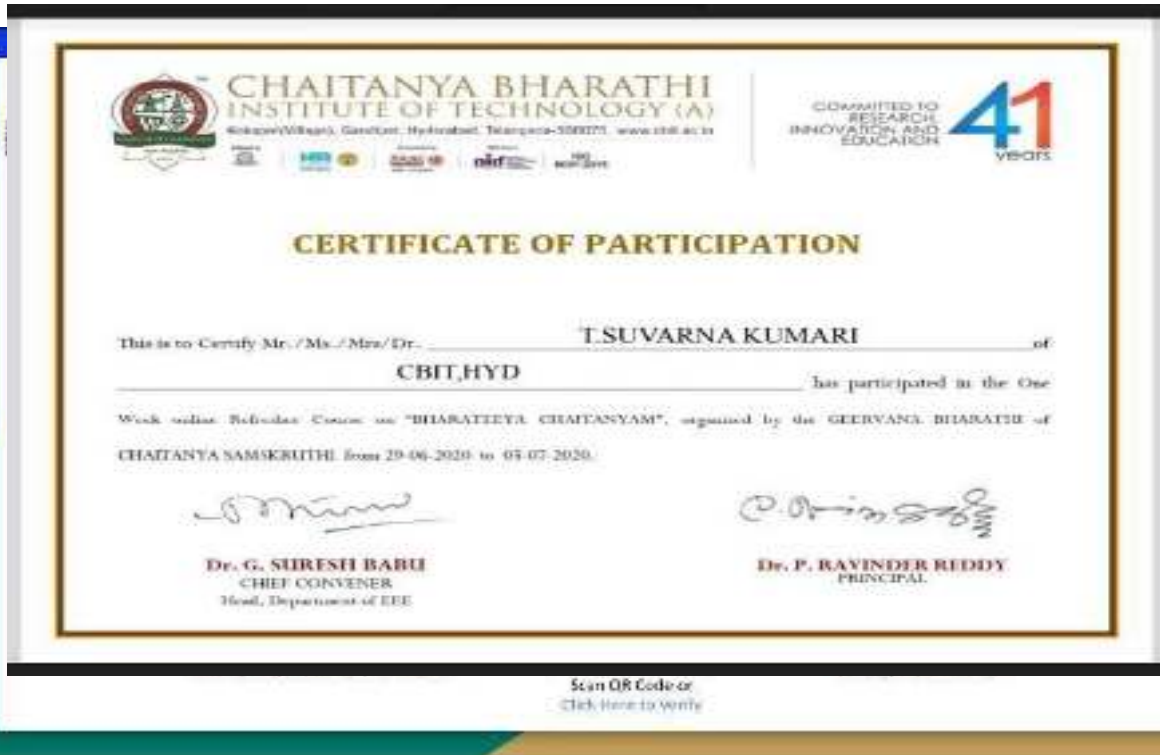 CHAITANYA BHARATHI
INSTITUTE OF TECHNOLOGY (A)
COMMITTED TO
RESEARCH,
INNOVATION AND
EDUCATION
41
years
CERTIFICATE OF PARTICIPATION
This is to Certify Mr. /Ms. /Mrs/Dr. T.SUVARNA KUMARI of
CBIT,HYD has participated in the One
Week online Refresher Course on "BHARATEEYA CHAITANYAM", organised by the GEERVANA BHARATHI of
CHAITANYA SAMSKRUTHI from 29-06-2020 to 05-07-2020.
Dr. G. SURESH BABU
CHIEF CONVENER
Head, Department of EEE
Dr. P. RAVINDER REDDY
PRINCIPAL
Scan QR Code or
Click Here to Verify